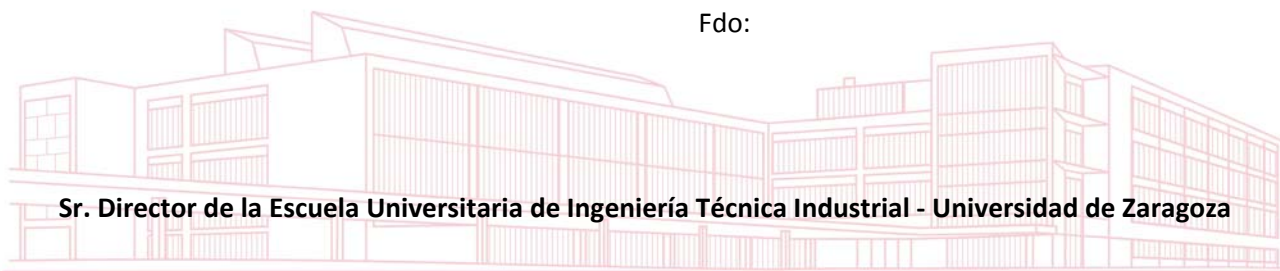 Fdo:
Sr. Director de la Escuela Universitaria de Ingeniería Técnica Industrial - Universidad de Zaragoza